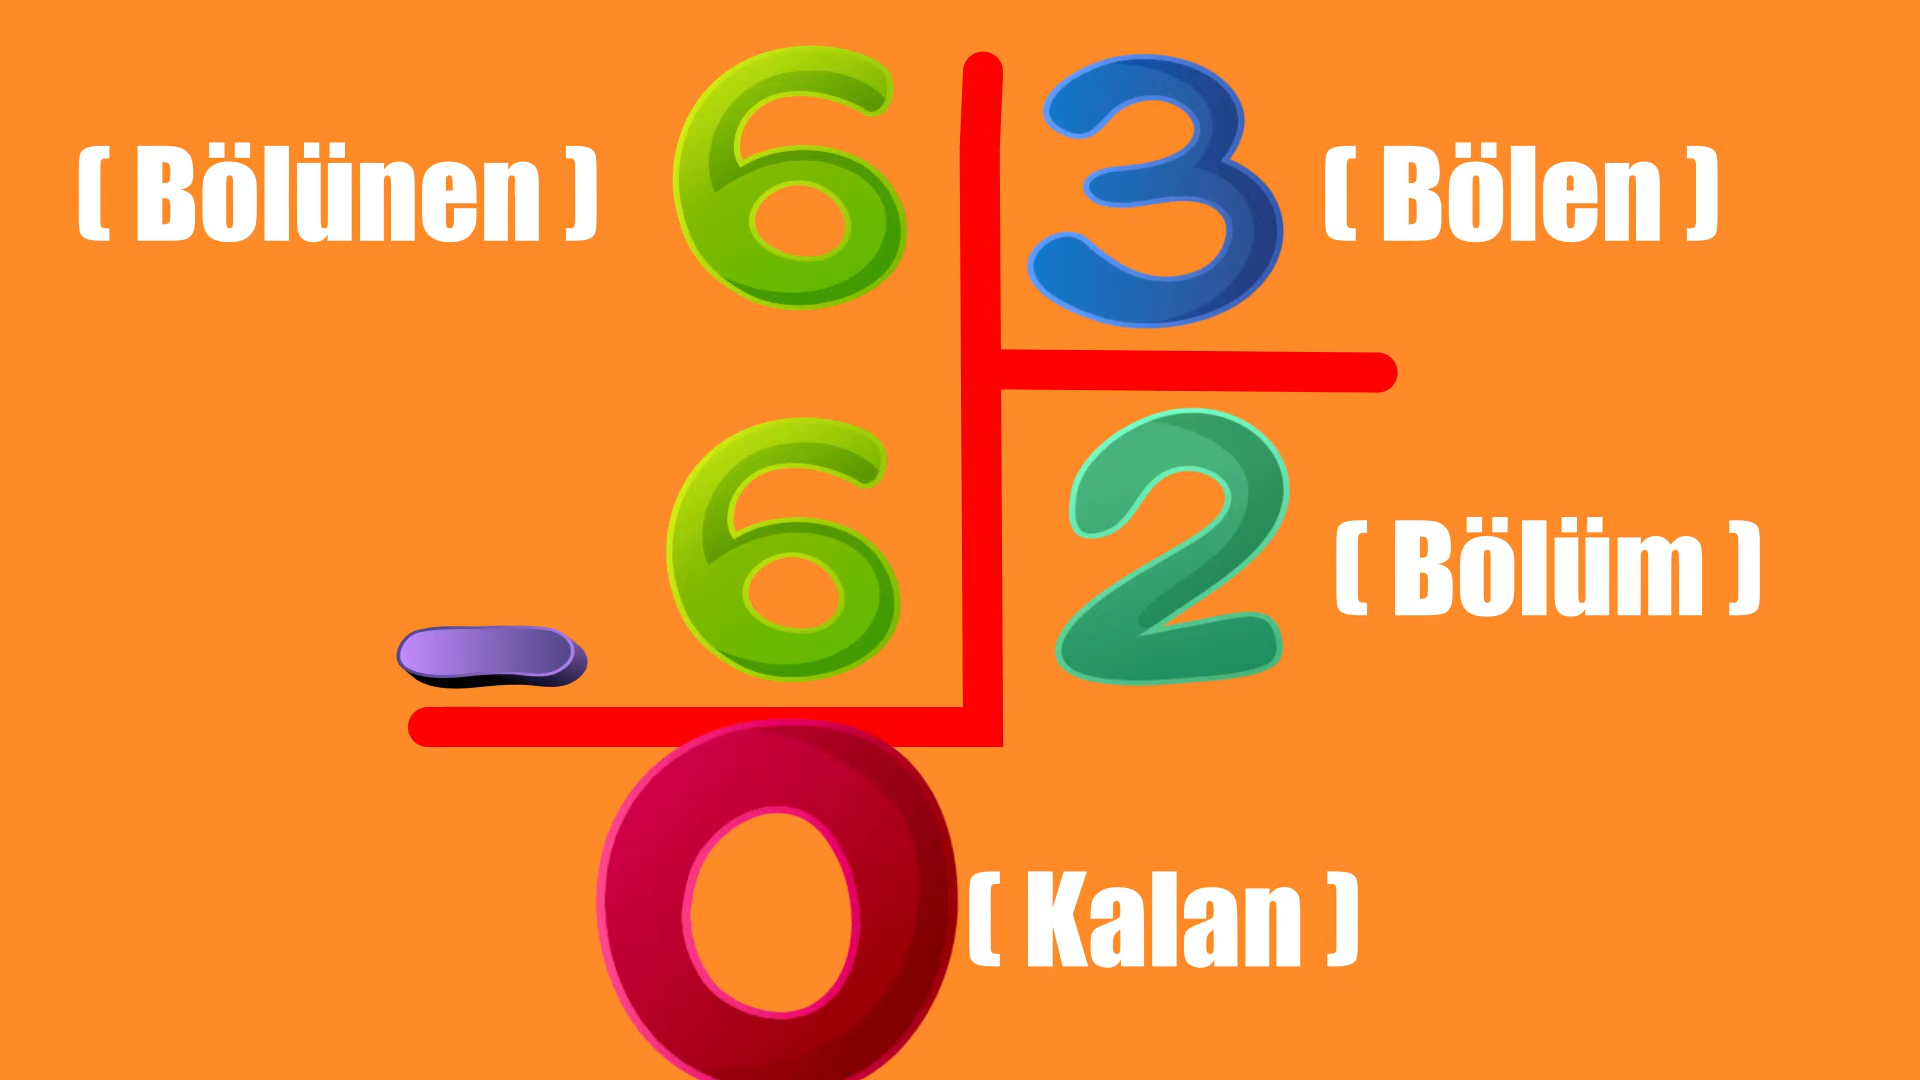 ( Bölünen ) 6 3 ( Bölen )
6 2 ( Bölüm )
-
0 ( Kalan )